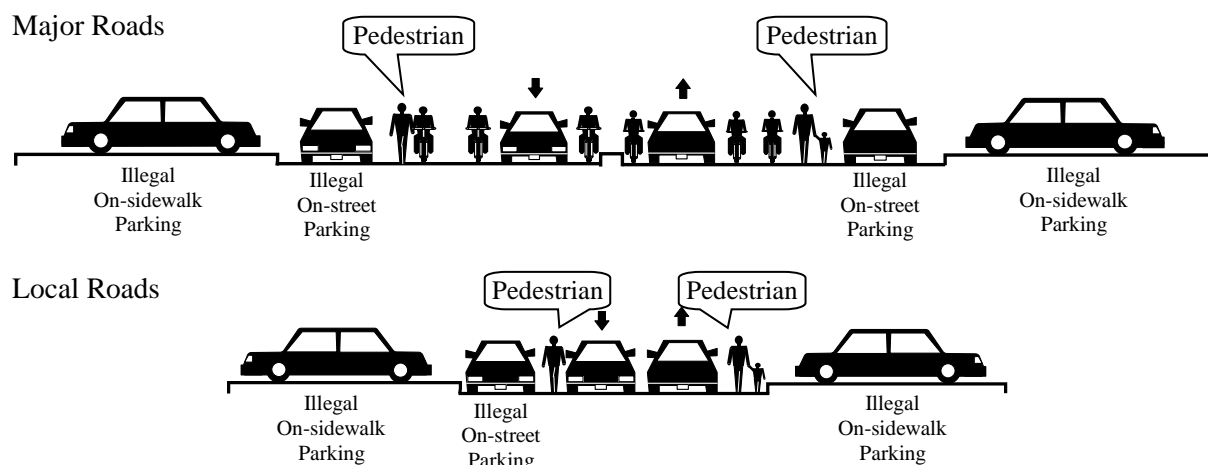 Major Roads
Pedestrian
Pedestrian
Illegal
On-sidewalk
Parking
Illegal
On-street
Parking
Illegal
On-street
Parking
Illegal
On-sidewalk
Parking
Local Roads
Pedestrian
Pedestrian
Illegal
On-sidewalk
Parking
Illegal
On-street
Parking
Illegal
On-sidewalk
Parking